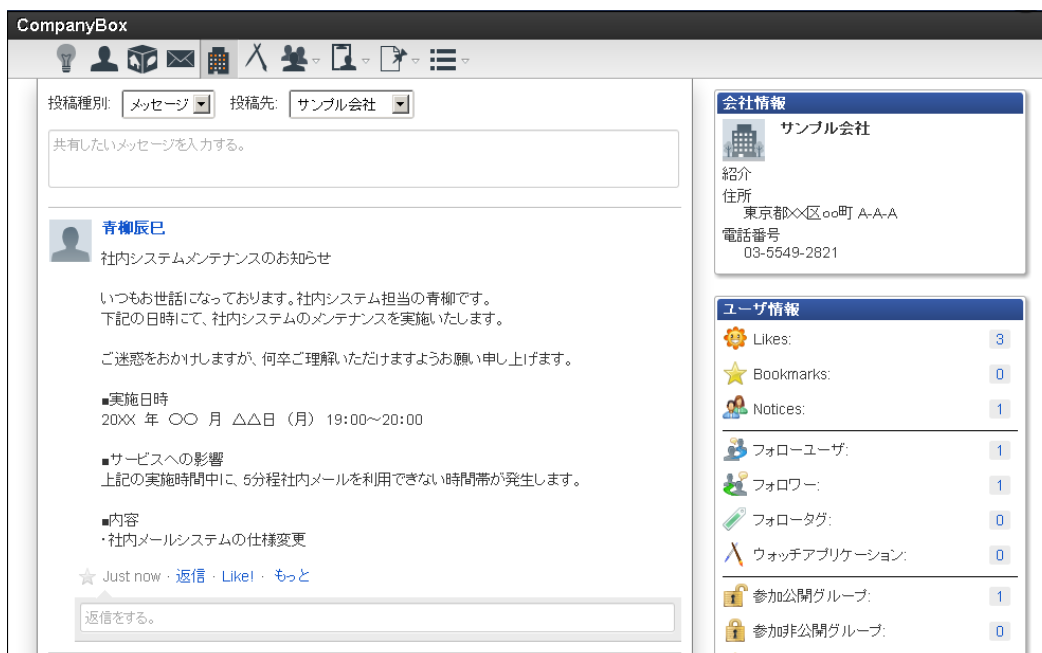 CompanyBox
投稿種別: メッセージ 投稿先: サンプル会社
共有したいメッセージを入力する。
青柳辰巳
社内システムメンテナンスのお知らせ
いつもお世話になっております。社内システム担当の青柳です。
下記の日時にて、社内システムのメンテナンスを実施いたします。
ご迷惑をおかけしますが、何卒ご理解いただけますようお願い申し上げます。
■実施日時
20XX 年 〇〇 月 △△日 （月） 19:00～20:00
■サービスへの影響
上記の実施時間中に、5分程社内メールを利用できない時間帯が発生します。
■内容
・社内メールシステムの仕様変更
Just now · 返信 · Like! · もっと
返信をする。
会社情報
サンプル会社
紹介
住所
東京都××区oo町 A-A-A
電話番号
03-5549-2821
ユーザ情報
Likes: 3
Bookmarks: 0
Notices: 1
フォローユーザ: 1
フォロワー: 1
フォロータグ: 0
ウォッチアプリケーション: 0
参加公開グループ: 1
参加非公開グループ: 0